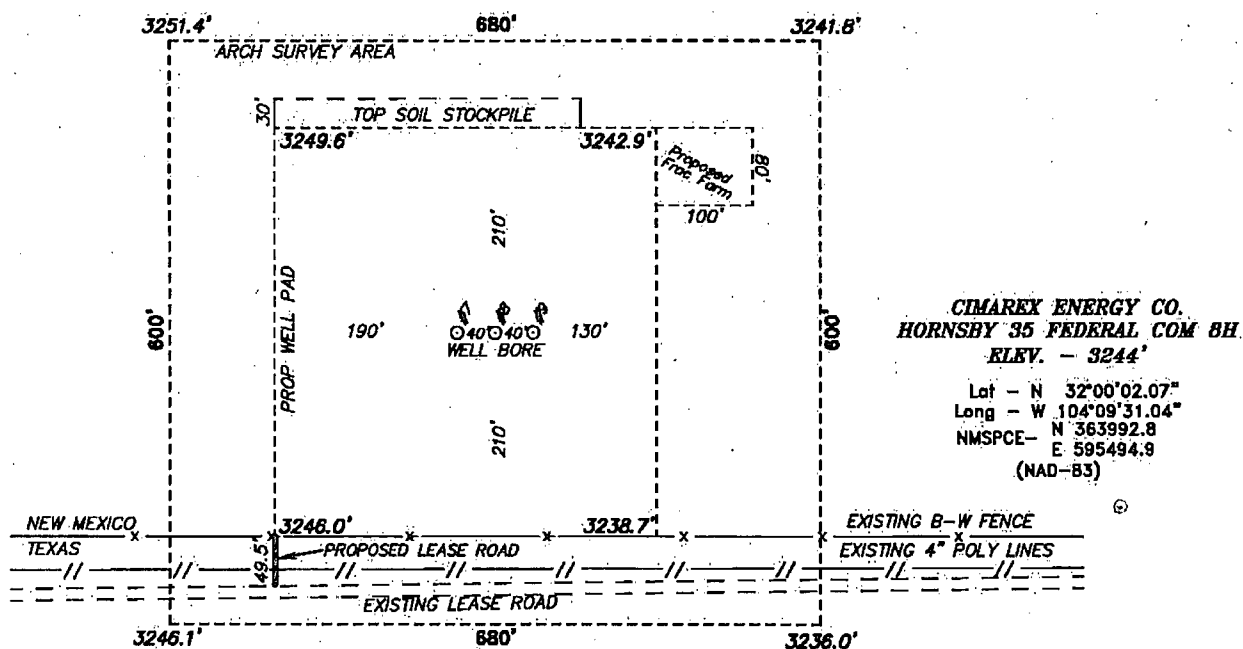 3251.4' 680' 3241.8'
ARCH SURVEY AREA
30' TOP SOIL STOCKPILE
3249.6' 3242.9'
Proposed
Frac. Farm
80'
100'
210'
PROP WELL PAD
600'
190' 40' 40' 130'
#7 #8 #9
WELL BORE
600'
210'
CIMAREX ENERGY CO.
HORNSBY 35 FEDERAL COM 8H
ELEV. - 3244'
Lat - N 32°00'02.07"
Long - W 104°09'31.04"
NMSPCE- N 363992.8
E 595494.9
(NAD-83)
NEW MEXICO 3246.0' 3238.7' EXISTING B-W FENCE
TEXAS 49.5' PROPOSED LEASE ROAD EXISTING 4" POLY LINES
EXISTING LEASE ROAD
3246.1' 680' 3236.0'